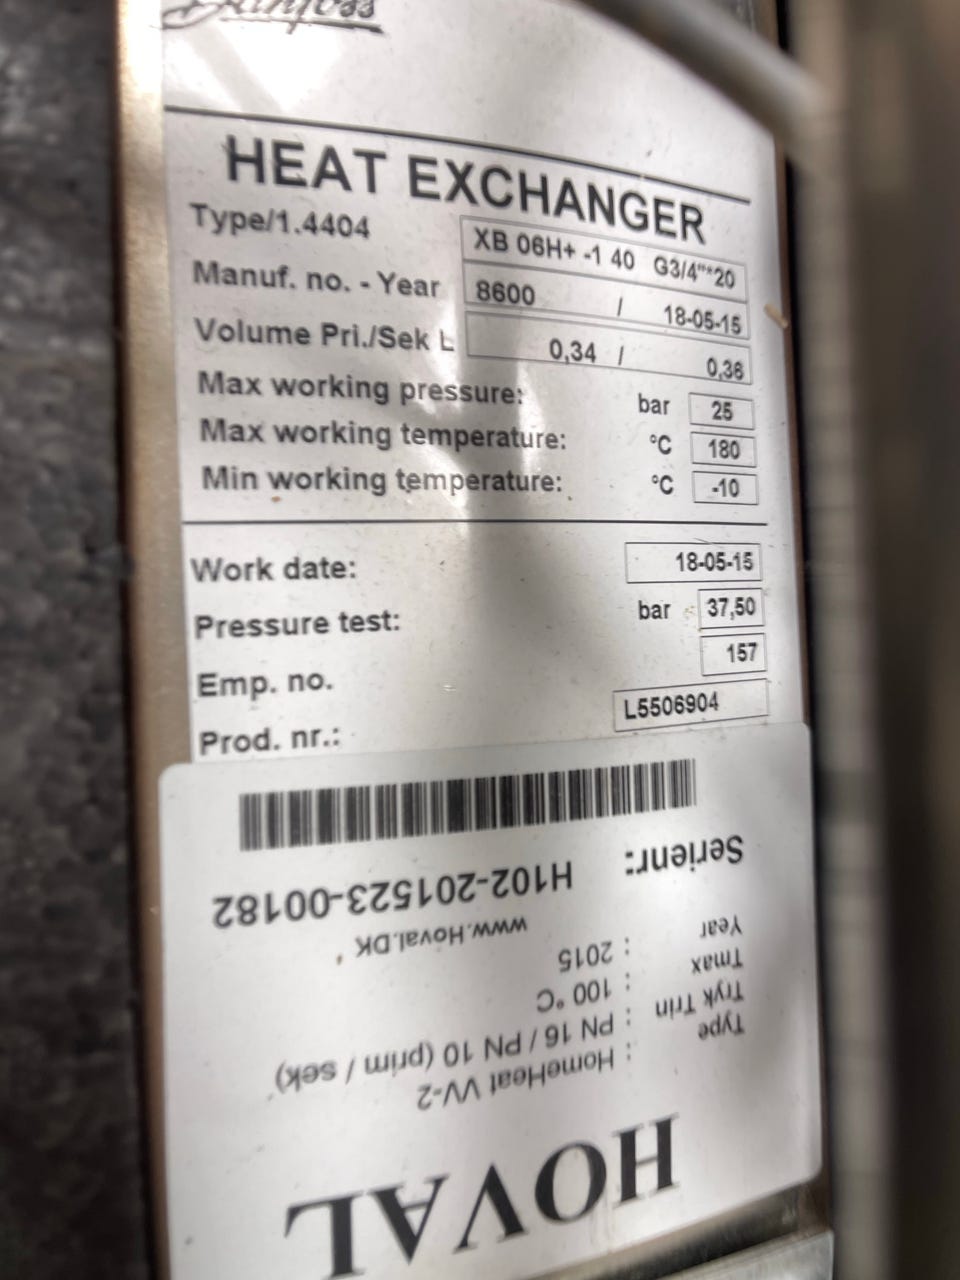 Danfoss
HEAT EXCHANGER
Type/1.4404 XB 06H+ -1 40 G3/4""*20
Manuf. no. - Year 8600 / 18-05-15
Volume Pri./Sek L 0,34 / 0,36
Max working pressure: bar 25
Max working temperature: °C 180
Min working temperature: °C -10
Work date: 18-05-15
Pressure test: bar 37,50
Emp. no. 157
Prod. nr.: L5506904
HOVAL
Type : HomeHeat VV-2
Tryk Trin : PN 16 / PN 10 (prim / sek)
Tmax : 100 °C
Year : 2015
www.Hoval.DK
Serienr: H102-201523-00182